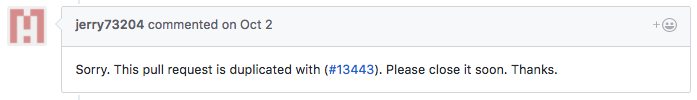 jerry73204 commented on Oct 2
Sorry. This pull request is duplicated with (#13443). Please close it soon. Thanks.